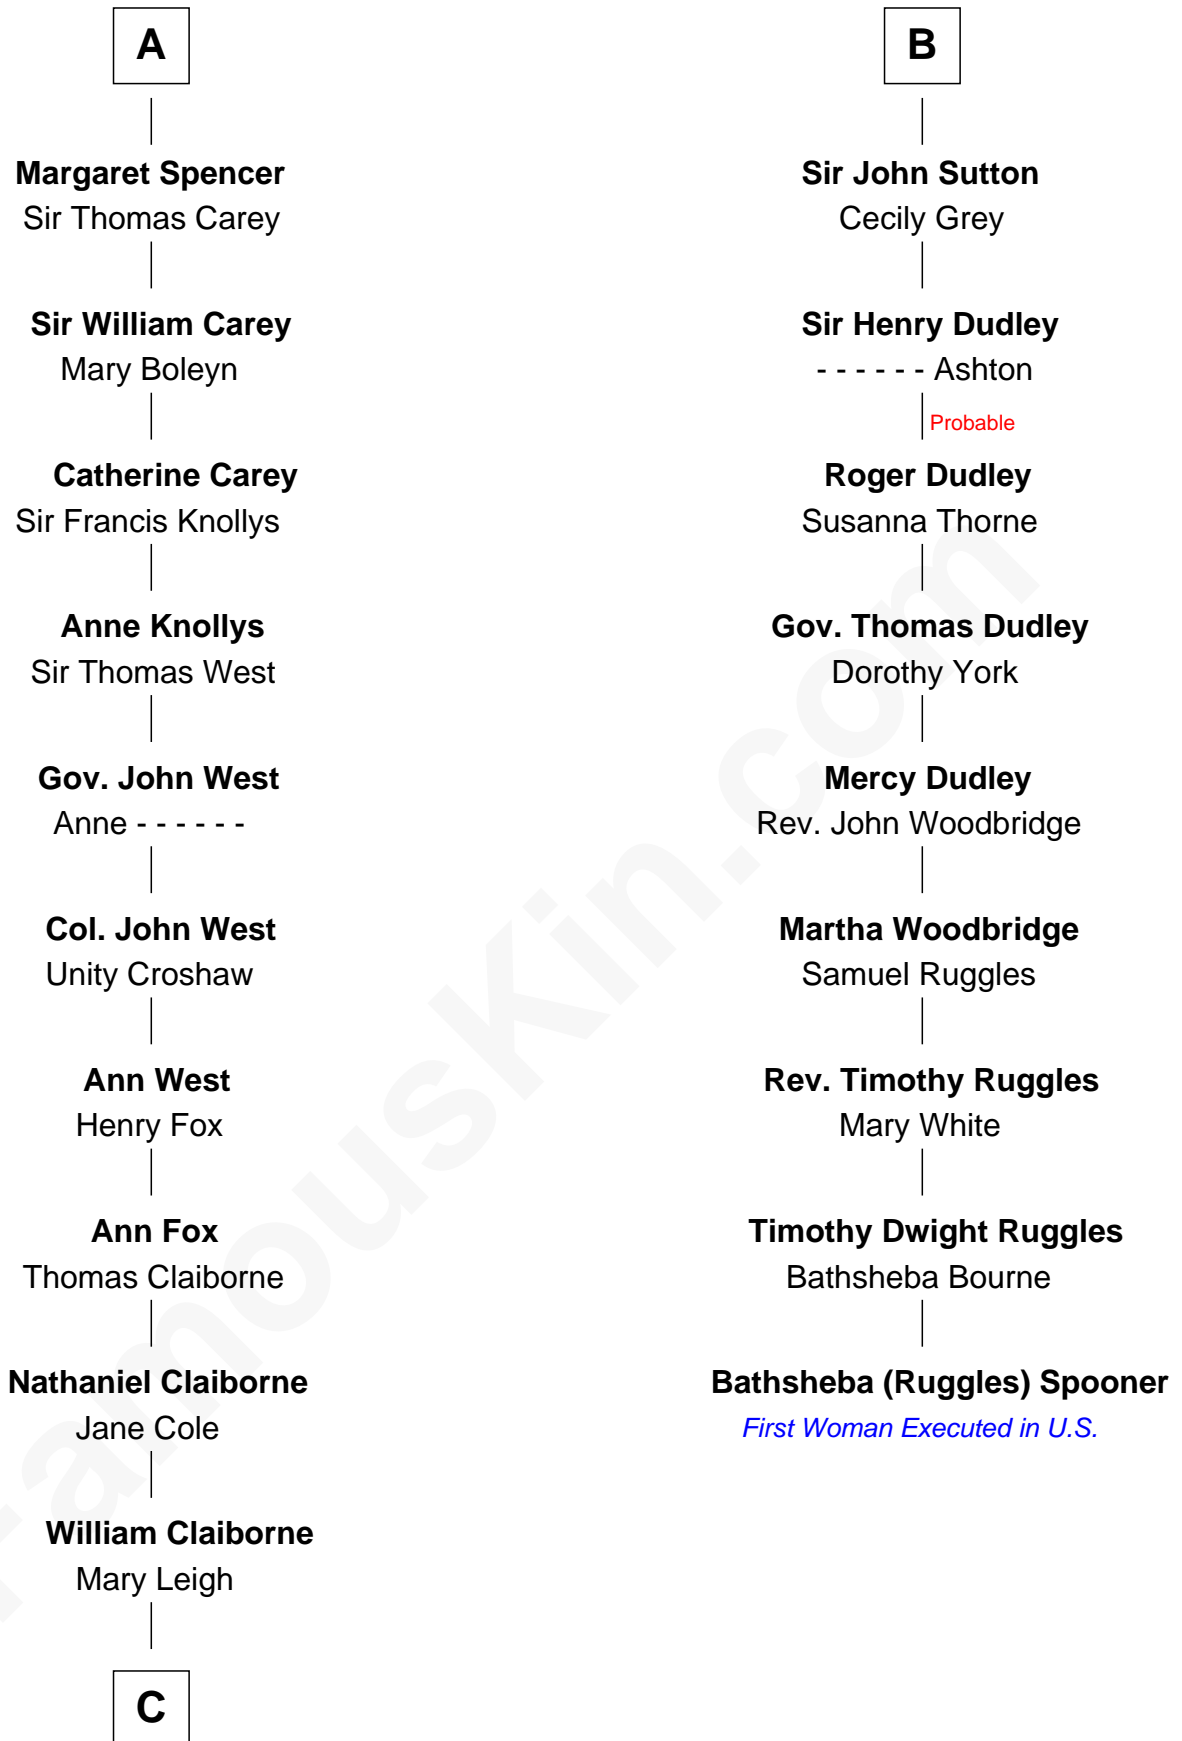 A
Margaret Spencer
Sir Thomas Carey
Sir William Carey
Mary Boleyn
Catherine Carey
Sir Francis Knollys
Anne Knollys
Sir Thomas West
Gov. John West
Anne - - - - - -
Col. John West
Unity Croshaw
Ann West
Henry Fox
Ann Fox
Thomas Claiborne
Nathaniel Claiborne
Jane Cole
William Claiborne
Mary Leigh
C
B
Sir John Sutton
Cecily Grey
Sir Henry Dudley
- - - - - - Ashton
Probable
Roger Dudley
Susanna Thorne
Gov. Thomas Dudley
Dorothy York
Mercy Dudley
Rev. John Woodbridge
Martha Woodbridge
Samuel Ruggles
Rev. Timothy Ruggles
Mary White
Timothy Dwight Ruggles
Bathsheba Bourne
Bathsheba (Ruggles) Spooner
First Woman Executed in U.S.
FamousKin.com